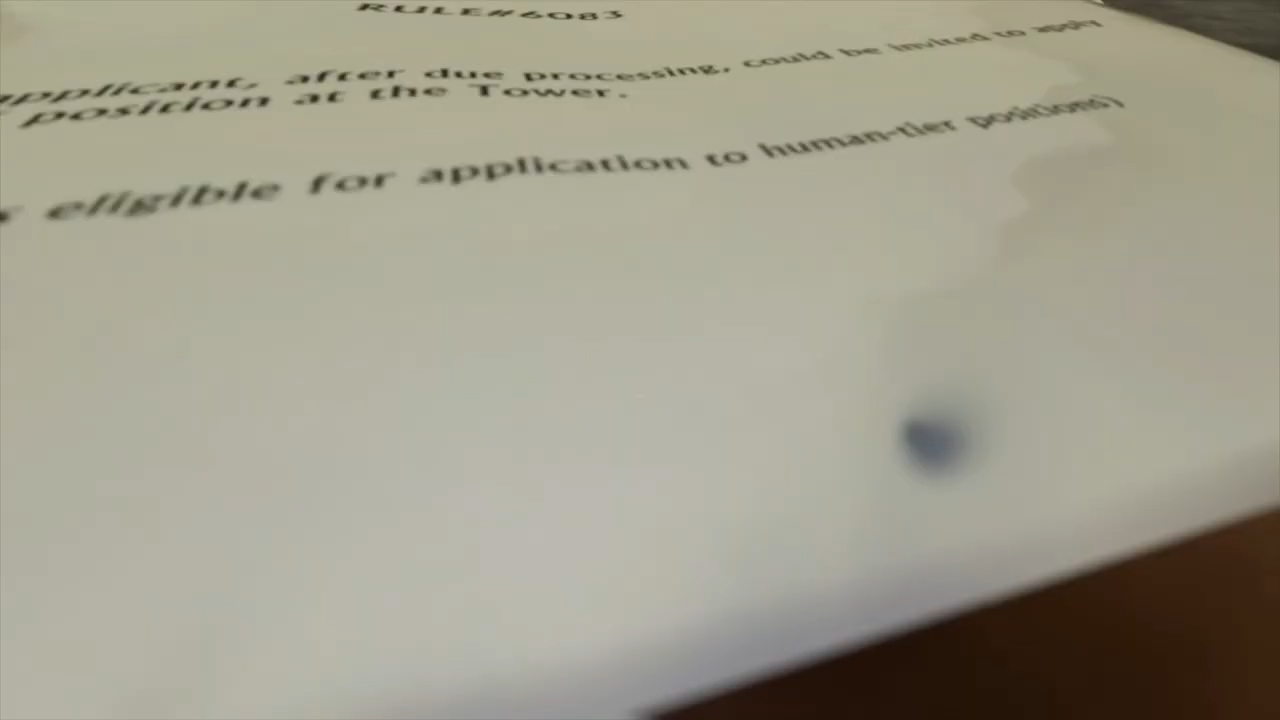 RULE#6083
applicant, after due processing, could be invited to apply
position at the Tower.
eligible for application to human-tier positions)